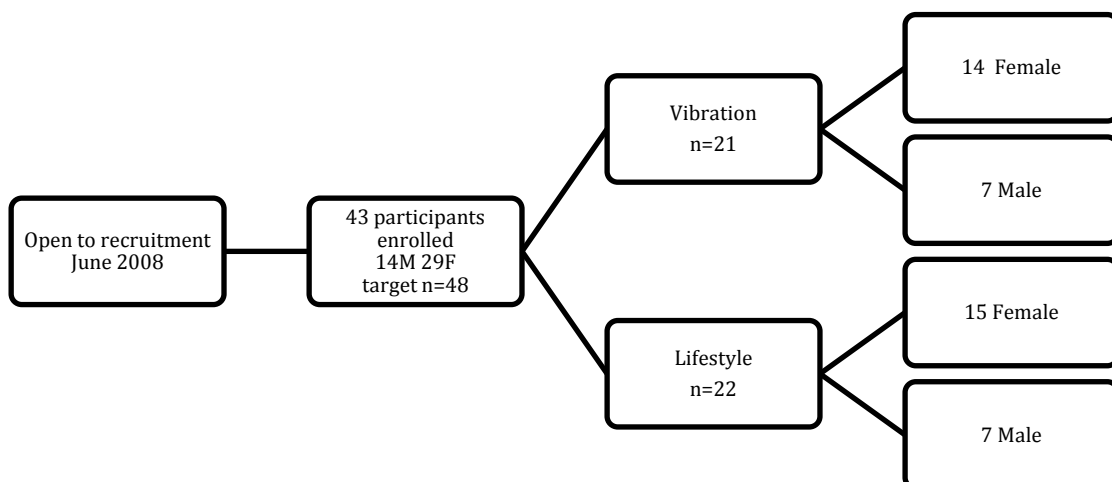 Open to recruitment
June 2008
43 participants
enrolled
14M 29F
target n=48
Vibration
n=21
14 Female
7 Male
Lifestyle
n=22
15 Female
7 Male